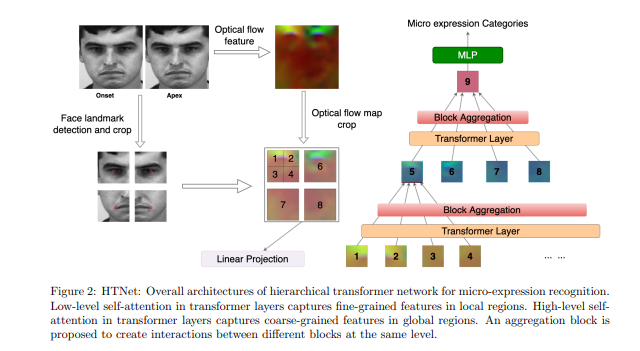 Optical flow
feature
Onset
Apex
Face landmark
detection and crop
Optical flow map
crop
1 2
3 4
6
7
8
Linear Projection
Micro expression Categories
MLP
9
Block Aggregation
Transformer Layer
5
6
7
8
Block Aggregation
Transformer Layer
1
2
3
4
... ...
Figure 2: HTNet: Overall architectures of hierarchical transformer network for micro-expression recognition.
Low-level self-attention in transformer layers captures fine-grained features in local regions. High-level self-
attention in transformer layers captures coarse-grained features in global regions. An aggregation block is
proposed to create interactions between different blocks at the same level.